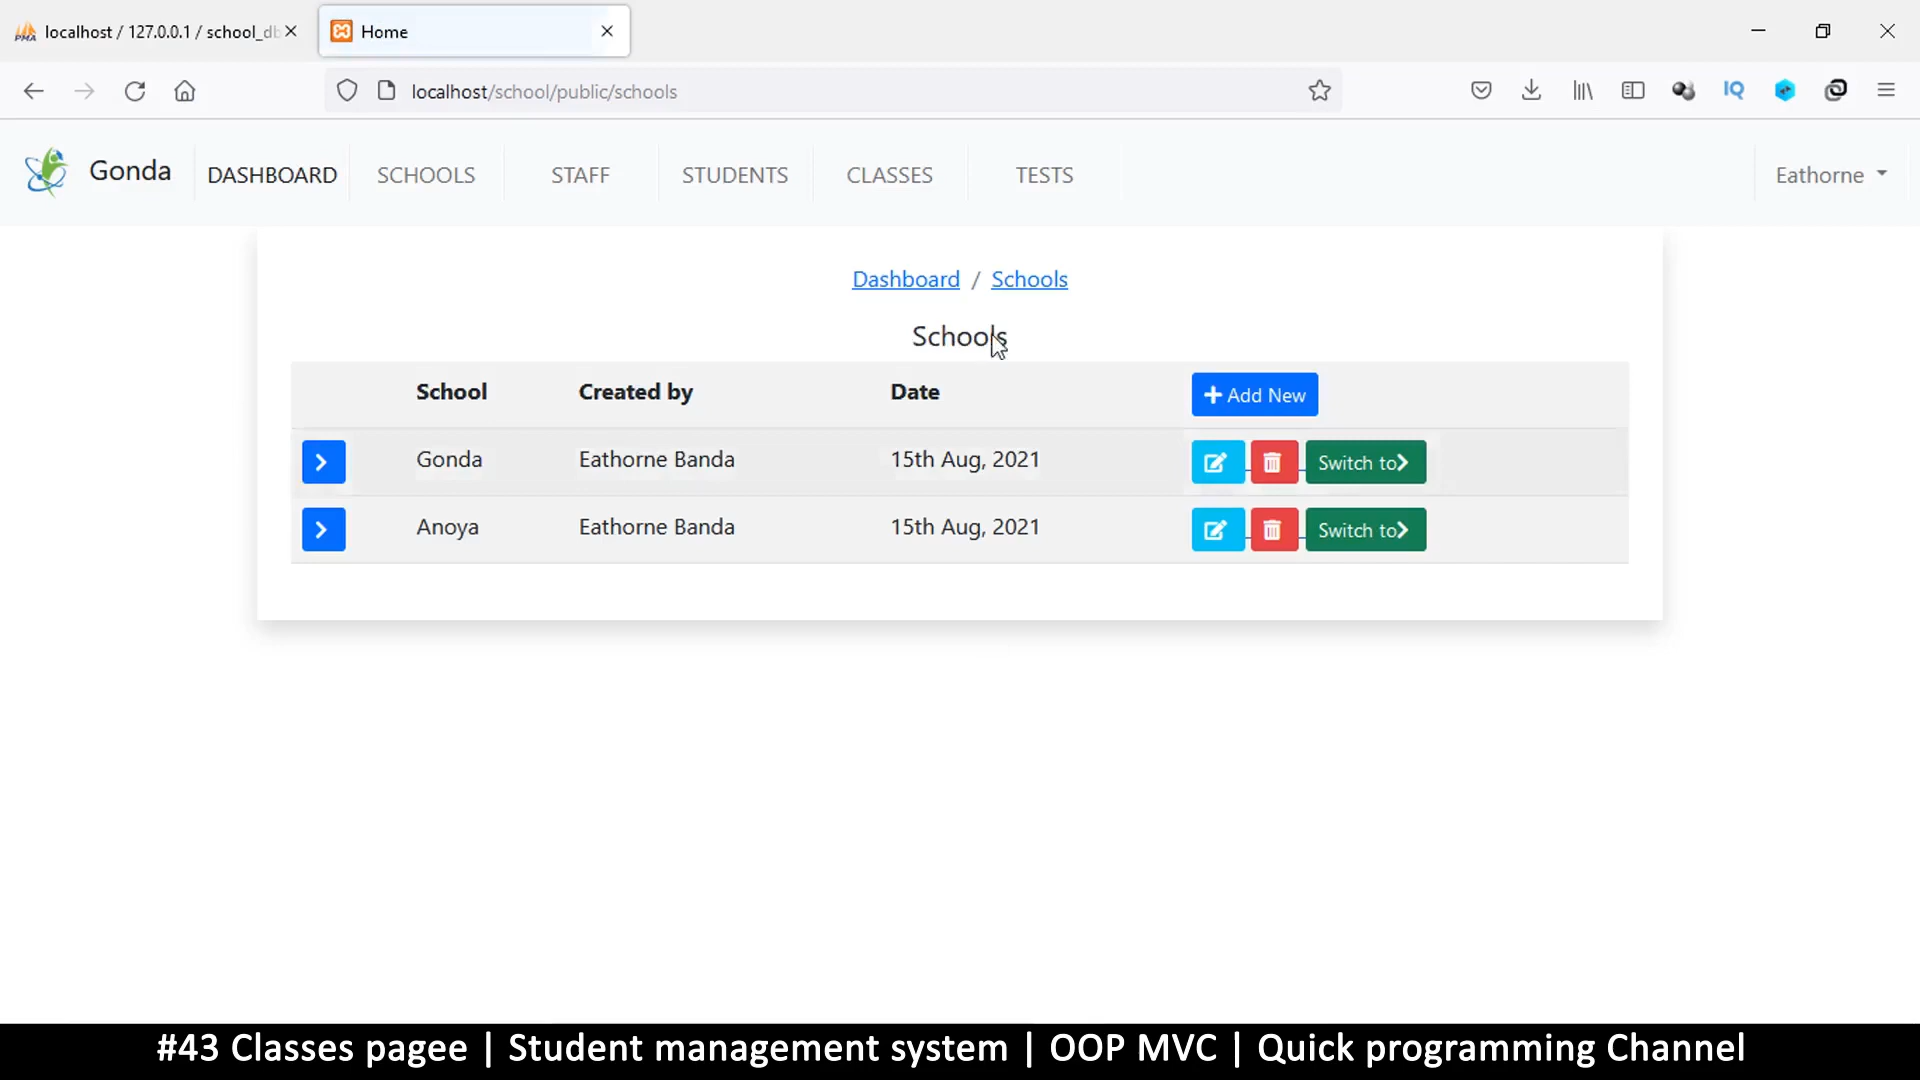 localhost / 127.0.0.1 / school_db
Home
localhost/school/public/schools
IQ
Gonda DASHBOARD SCHOOLS STAFF STUDENTS CLASSES TESTS Eathorne
Dashboard / Schools
Schools
School Created by Date Add New
Gonda Eathorne Banda 15th Aug, 2021 Switch to
Anoya Eathorne Banda 15th Aug, 2021 Switch to
#43 Classes pagee | Student management system | OOP MVC | Quick programming Channel